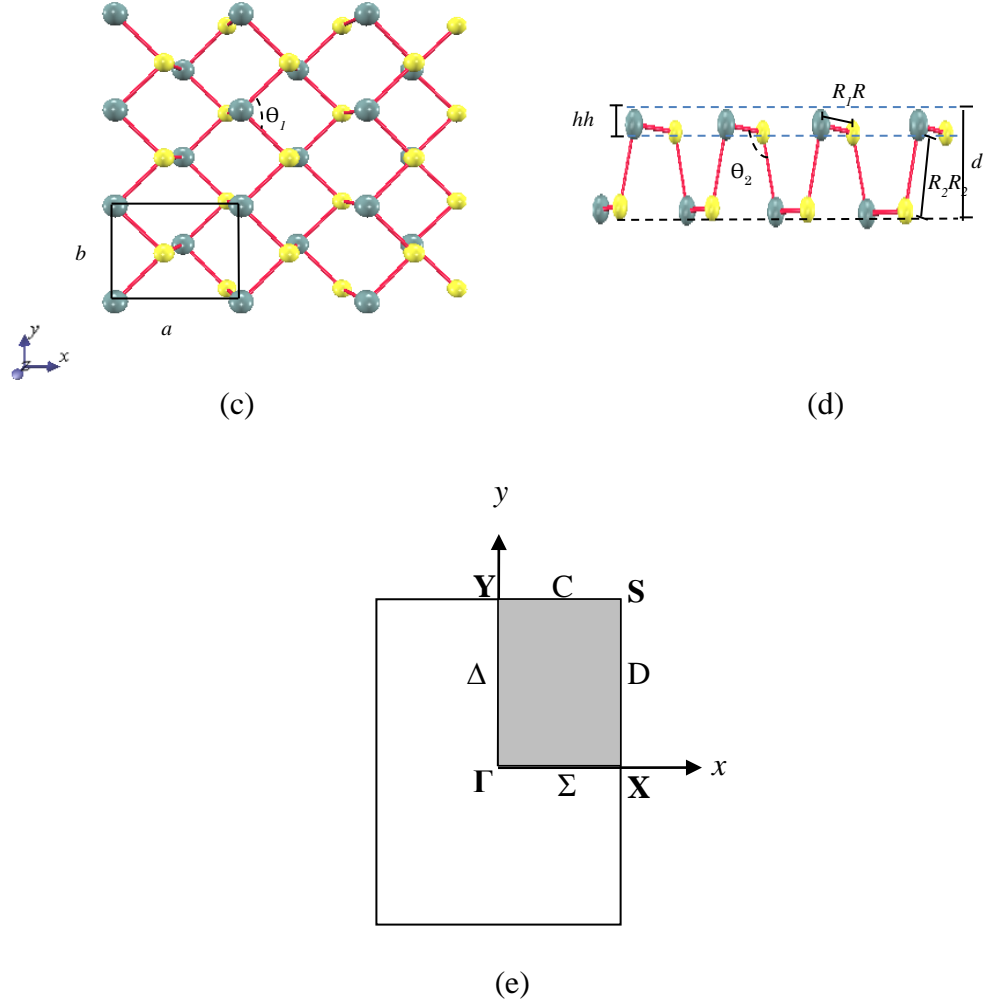 θ1
b
a
y
z
x
(c)
R1R
hh
θ2
R2R2
d
(d)
y
Y C S
Δ D
x
Γ Σ X
(e)